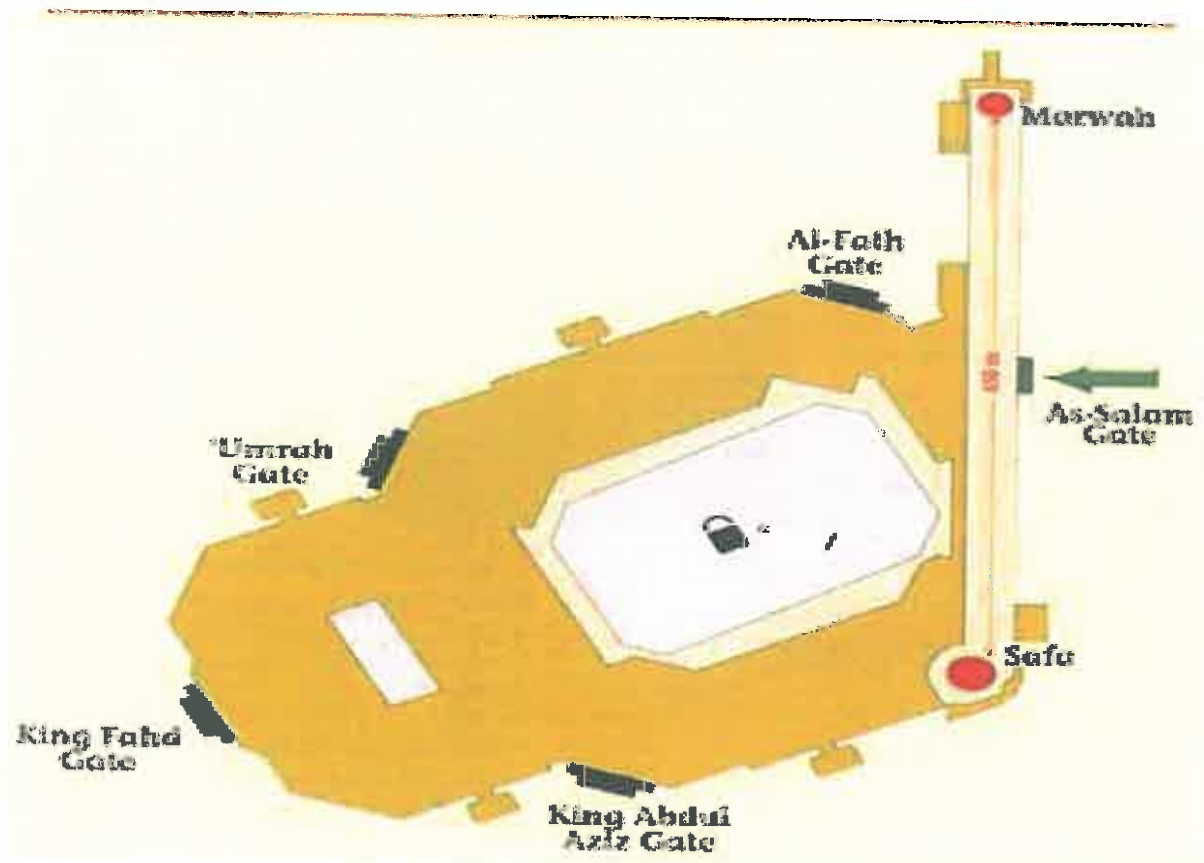 Marwah
Al-Fath
Gate
As-Salam
Gate
'Umrah
Gate
Safa
King Fahd
Gate
King Abdul
Aziz Gate